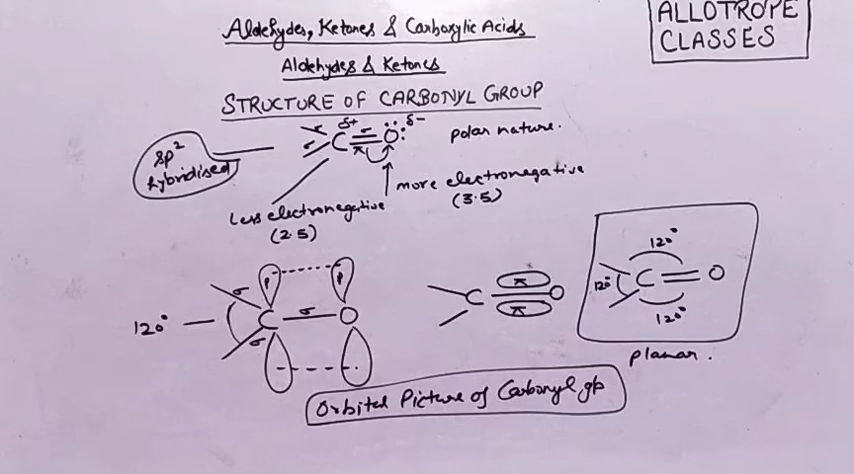 Aldehydes, Ketones & Carboxylic Acids
ALLOTROPE
CLASSES
Aldehydes & Ketones
STRUCTURE OF CARBONYL GROUP
sp² hybridised
σ
σ
δ+
C
σ
π
O
δ-
polar nature.
less electronegative
(2.5)
more electronegative
(3.5)
120°
σ
σ
C
σ
O
p
p
C
π
π
O
120°
120°
120°
C
O
planar.
Orbital Picture of Carbonyl gp